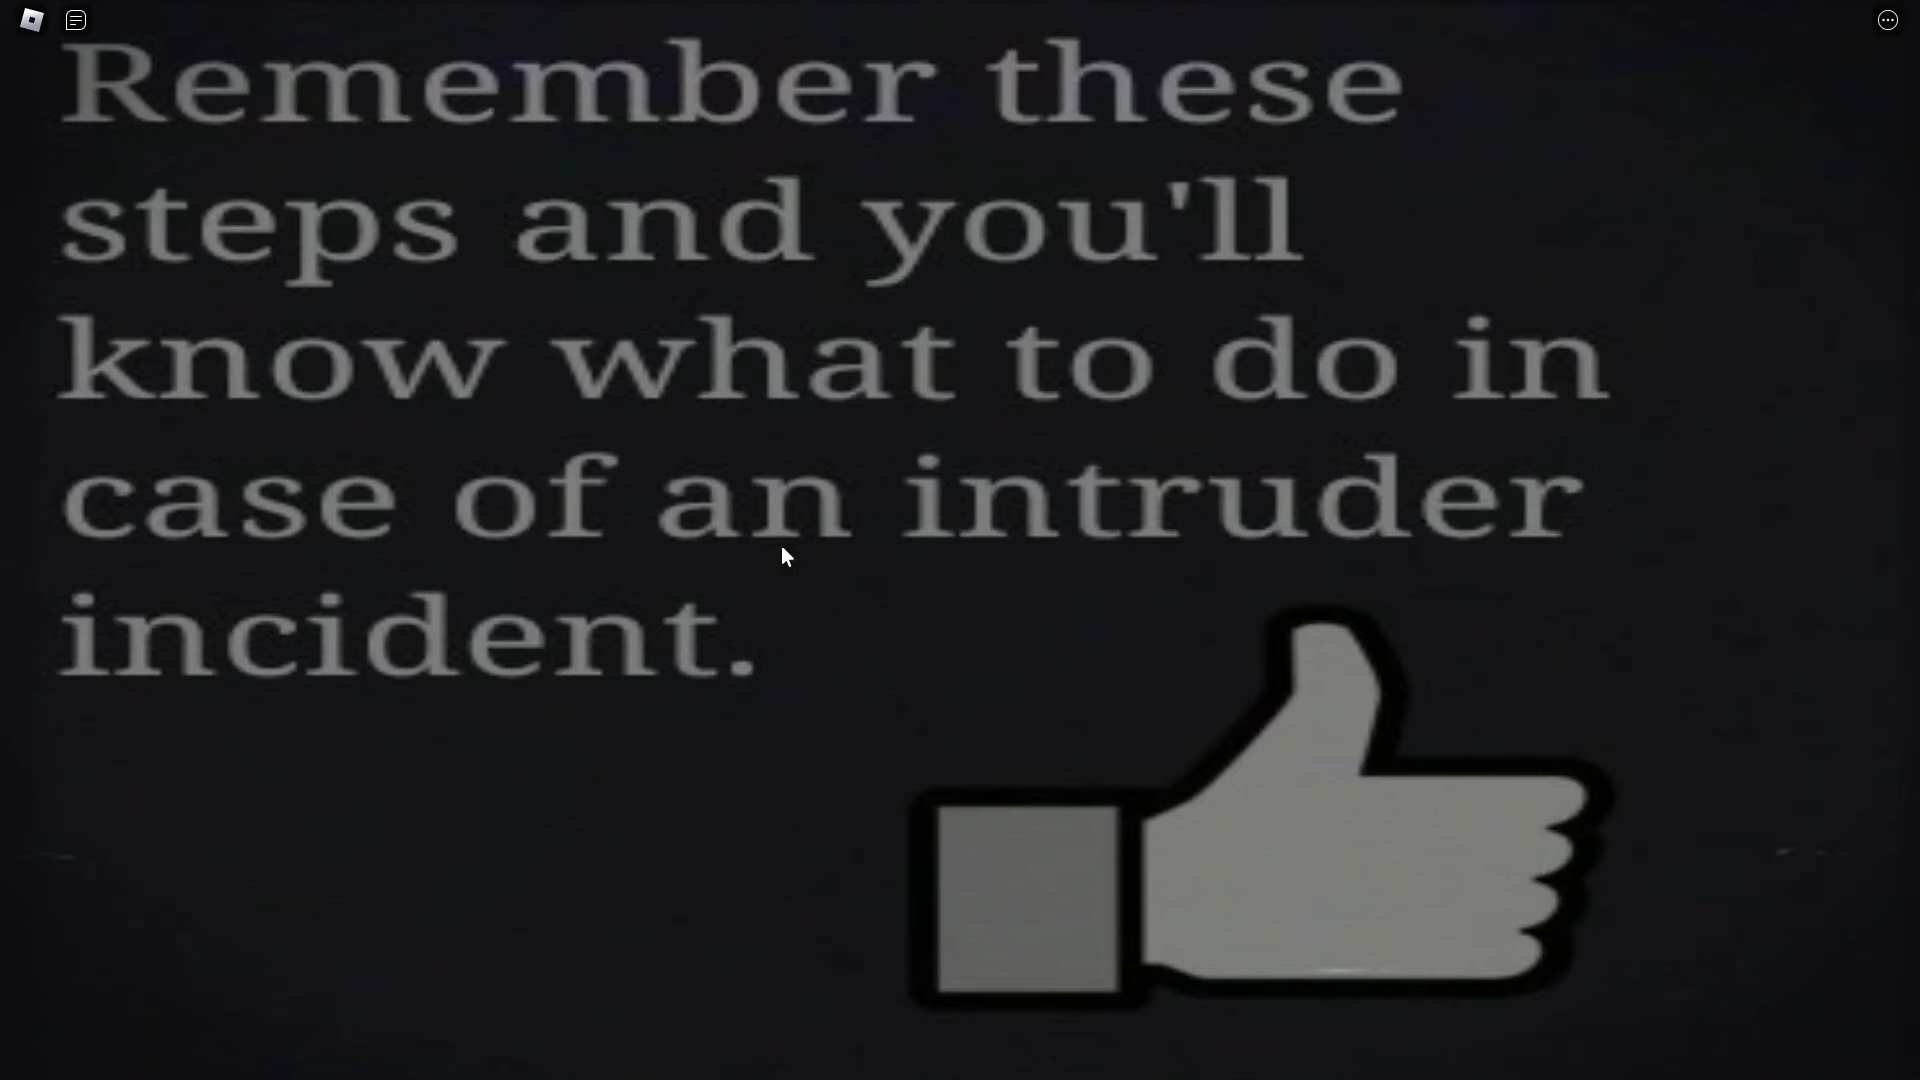 Remember these
steps and you'll
know what to do in
case of an intruder
incident.